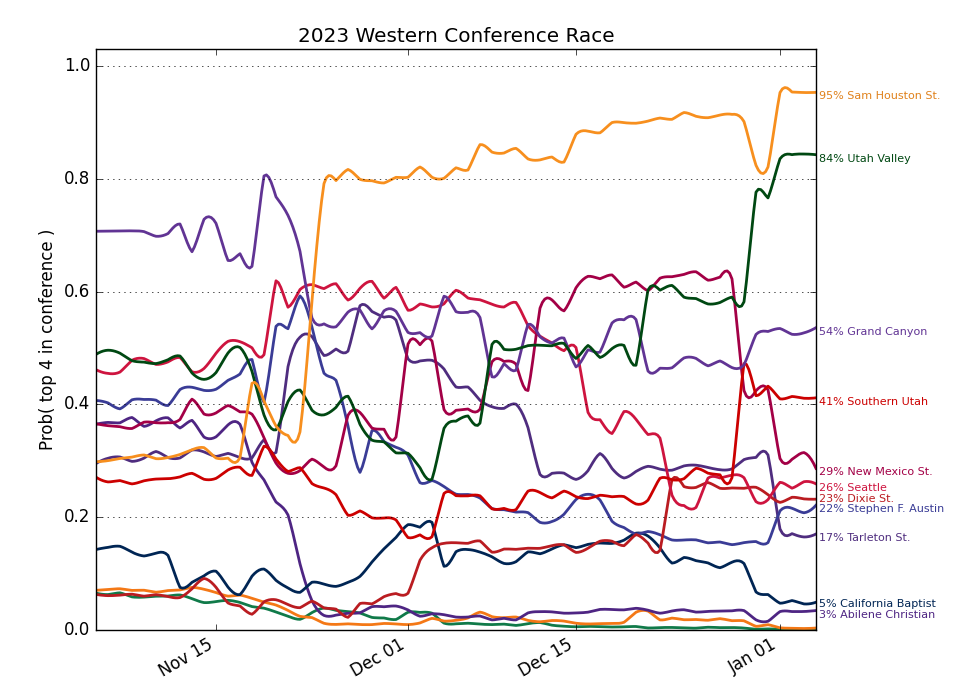 2023 Western Conference Race
Prob( top 4 in conference )
1.0
0.8
0.6
0.4
0.2
0.0
Nov 15
Dec 01
Dec 15
Jan 01
95% Sam Houston St.
84% Utah Valley
54% Grand Canyon
41% Southern Utah
29% New Mexico St.
26% Seattle
23% Dixie St.
22% Stephen F. Austin
17% Tarleton St.
5% California Baptist
3% Abilene Christian